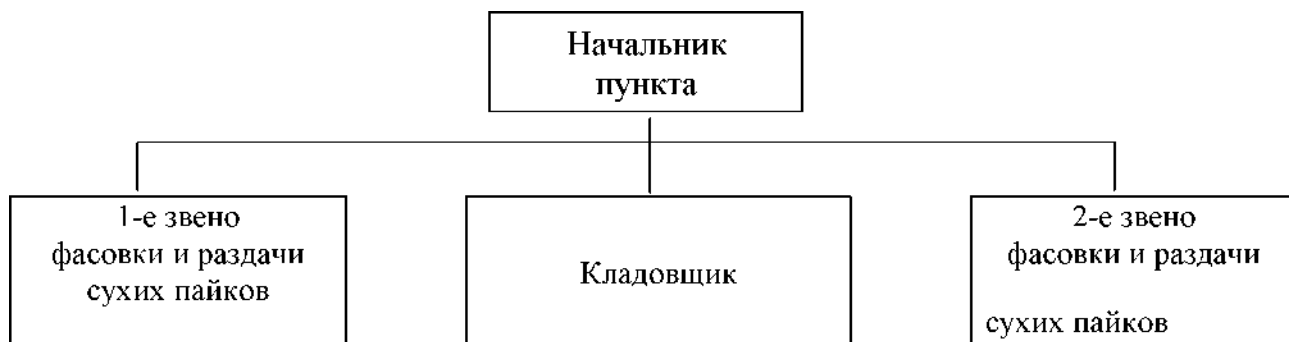 Начальник
пункта
1-е звено
фасовки и раздачи
сухих пайков
Кладовщик
2-е звено
фасовки и раздачи
сухих пайков